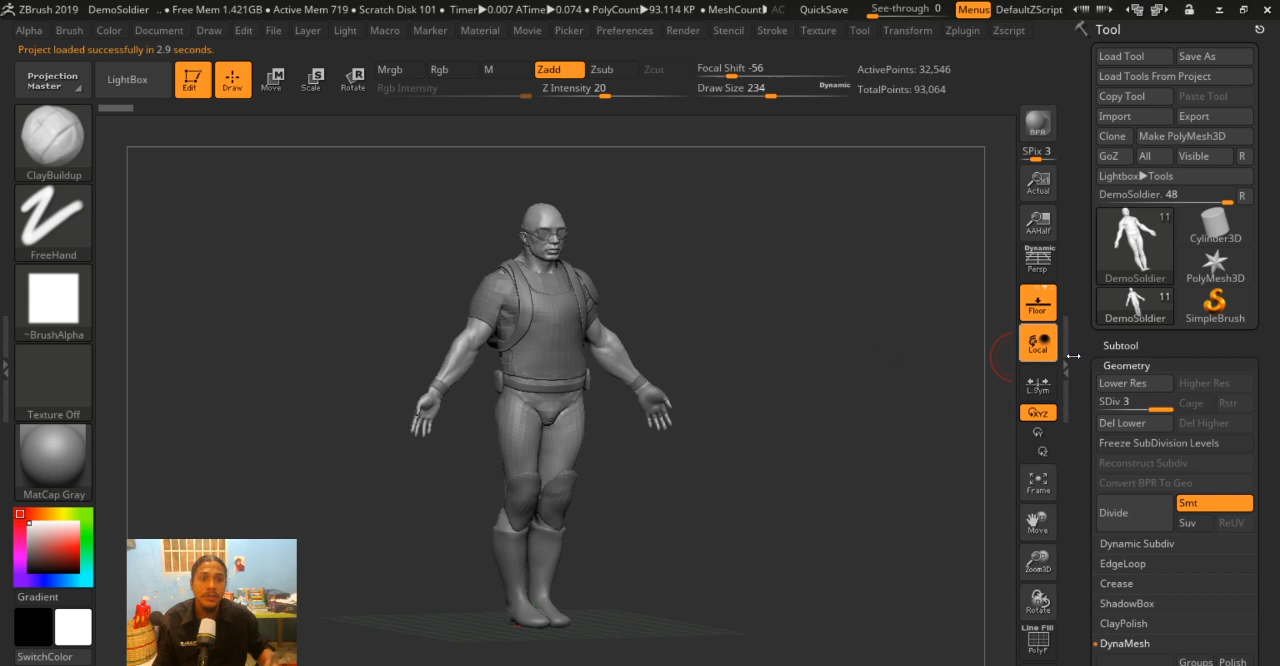 ZBrush 2019 DemoSoldier .. • Free Mem 1.421GB • Active Mem 719 • Scratch Disk 101 • Timer▶0.007 ATime▶0.074 • PolyCount▶93.114 KP • MeshCount▶ AC QuickSave See-through 0 Menus DefaultZScript
Alpha Brush Color Document Draw Edit File Layer Light Macro Marker Material Movie Picker Preferences Render Stencil Stroke Texture Tool Transform Zplugin Zscript
Tool
Project loaded successfully in 2.9 seconds.
Projection Master
LightBox
Edit
Draw
Move
Scale
Rotate
Mrgb Rgb M
Rgb Intensity
Zadd Zsub Zcut
Z Intensity 20
Focal Shift -56
Draw Size 234 Dynamic
ActivePoints: 32,546
TotalPoints: 93,064
ClayBuildup
FreeHand
~BrushAlpha
Texture Off
MatCap Gray
Gradient
SwitchColor
BPR
SPix 3
Actual
AAHalf
Dynamic
Persp
Floor
Local
L.Sym
XYZ
Y
Z
Frame
Move
Zoom3D
Rotate
Line Fill
PolyF
Load Tool Save As
Load Tools From Project
Copy Tool Paste Tool
Import Export
Clone Make PolyMesh3D
GoZ All Visible R
Lightbox▶Tools
DemoSoldier. 48 R
11
DemoSoldier
Cylinder3D
PolyMesh3D
11
DemoSoldier
SimpleBrush
Subtool
Geometry
Lower Res Higher Res
SDiv 3 Cage Rstr
Del Lower Del Higher
Freeze SubDivision Levels
Reconstruct Subdiv
Convert BPR To Geo
Divide Smt
Suv ReUV
Dynamic Subdiv
EdgeLoop
Crease
ShadowBox
ClayPolish
DynaMesh
Groups Polish